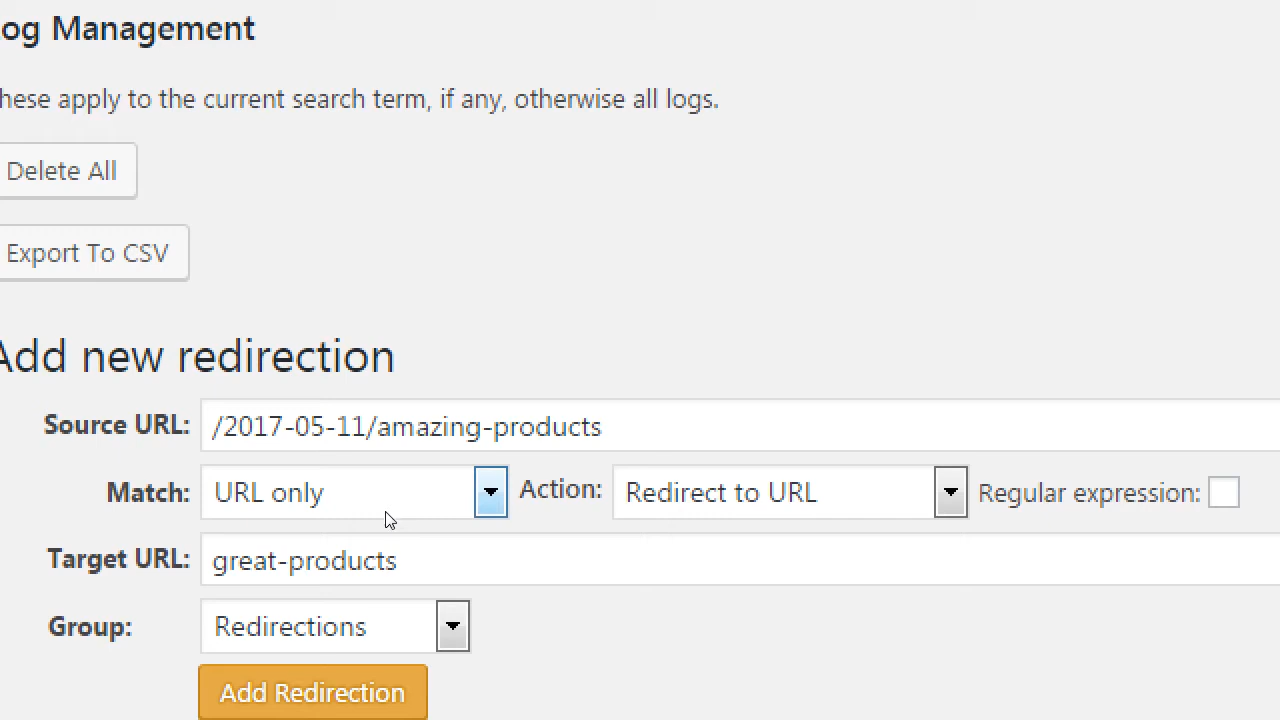 og Management
hese apply to the current search term, if any, otherwise all logs.
Delete All
Export To CSV
Add new redirection
Source URL: /2017-05-11/amazing-products
Match: URL only Action: Redirect to URL Regular expression:
Target URL: great-products
Group: Redirections
Add Redirection